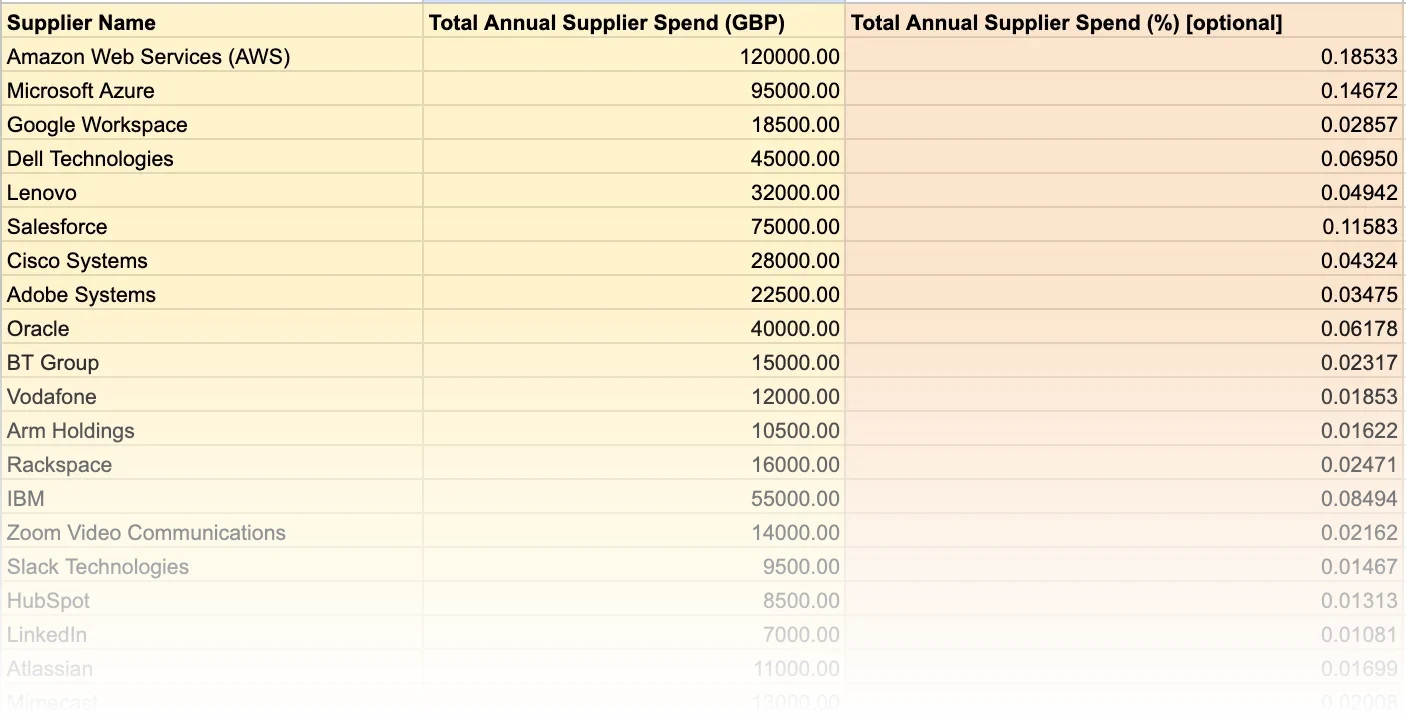 Supplier Name Total Annual Supplier Spend (GBP) Total Annual Supplier Spend (%) [optional]
Amazon Web Services (AWS) 120000.00 0.18533
Microsoft Azure 95000.00 0.14672
Google Workspace 18500.00 0.02857
Dell Technologies 45000.00 0.06950
Lenovo 32000.00 0.04942
Salesforce 75000.00 0.11583
Cisco Systems 28000.00 0.04324
Adobe Systems 22500.00 0.03475
Oracle 40000.00 0.06178
BT Group 15000.00 0.02317
Vodafone 12000.00 0.01853
Arm Holdings 10500.00 0.01622
Rackspace 16000.00 0.02471
IBM 55000.00 0.08494
Zoom Video Communications 14000.00 0.02162
Slack Technologies 9500.00 0.01467
HubSpot 8500.00 0.01313
LinkedIn 7000.00 0.01081
Atlassian 11000.00 0.01699
Mimecast 13000.00 0.02008